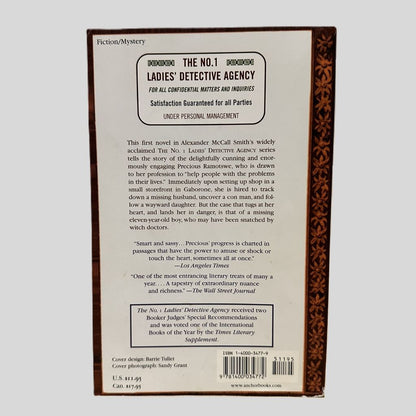 Fiction/Mystery
THE NO.1
LADIES' DETECTIVE AGENCY
FOR ALL CONFIDENTIAL MATTERS AND INQUIRIES
Satisfaction Guaranteed for all Parties
UNDER PERSONAL MANAGEMENT
This first novel in Alexander McCall Smith's widely
acclaimed THE NO. 1 LADIES' DETECTIVE AGENCY series
tells the story of the delightfully cunning and enor-
mously engaging Precious Ramotswe, who is drawn
to her profession to "help people with the problems
in their lives." Immediately upon setting up shop in a
small storefront in Gaborone, she is hired to track
down a missing husband, uncover a con man, and fol-
low a wayward daughter. But the case that tugs at her
heart, and lands her in danger, is that of a missing
eleven-year-old boy, who may have been snatched by
witch doctors.
"Smart and sassy... Precious' progress is charted in
passages that have the power to amuse or shock or
touch the heart, sometimes all at once."
—Los Angeles Times
"One of the most entrancing literary treats of many a
year. . . . A tapestry of extraordinary nuance
and richness." —The Wall Street Journal
The No. 1 Ladies' Detective Agency received two
Booker Judges' Special Recommendations
and was voted one of the International
Books of the Year by the Times Literary
Supplement.
Cover design: Barrie Tullet
Cover photograph: Sandy Grant
U.S. $11.95
Can. $17.95
ISBN 1-4000-3477-9
51195
9 781400 034772
www.anchorbooks.com